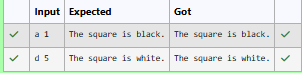 Input Expected Got
a 1 The square is black. The square is black.
d 5 The square is white. The square is white.